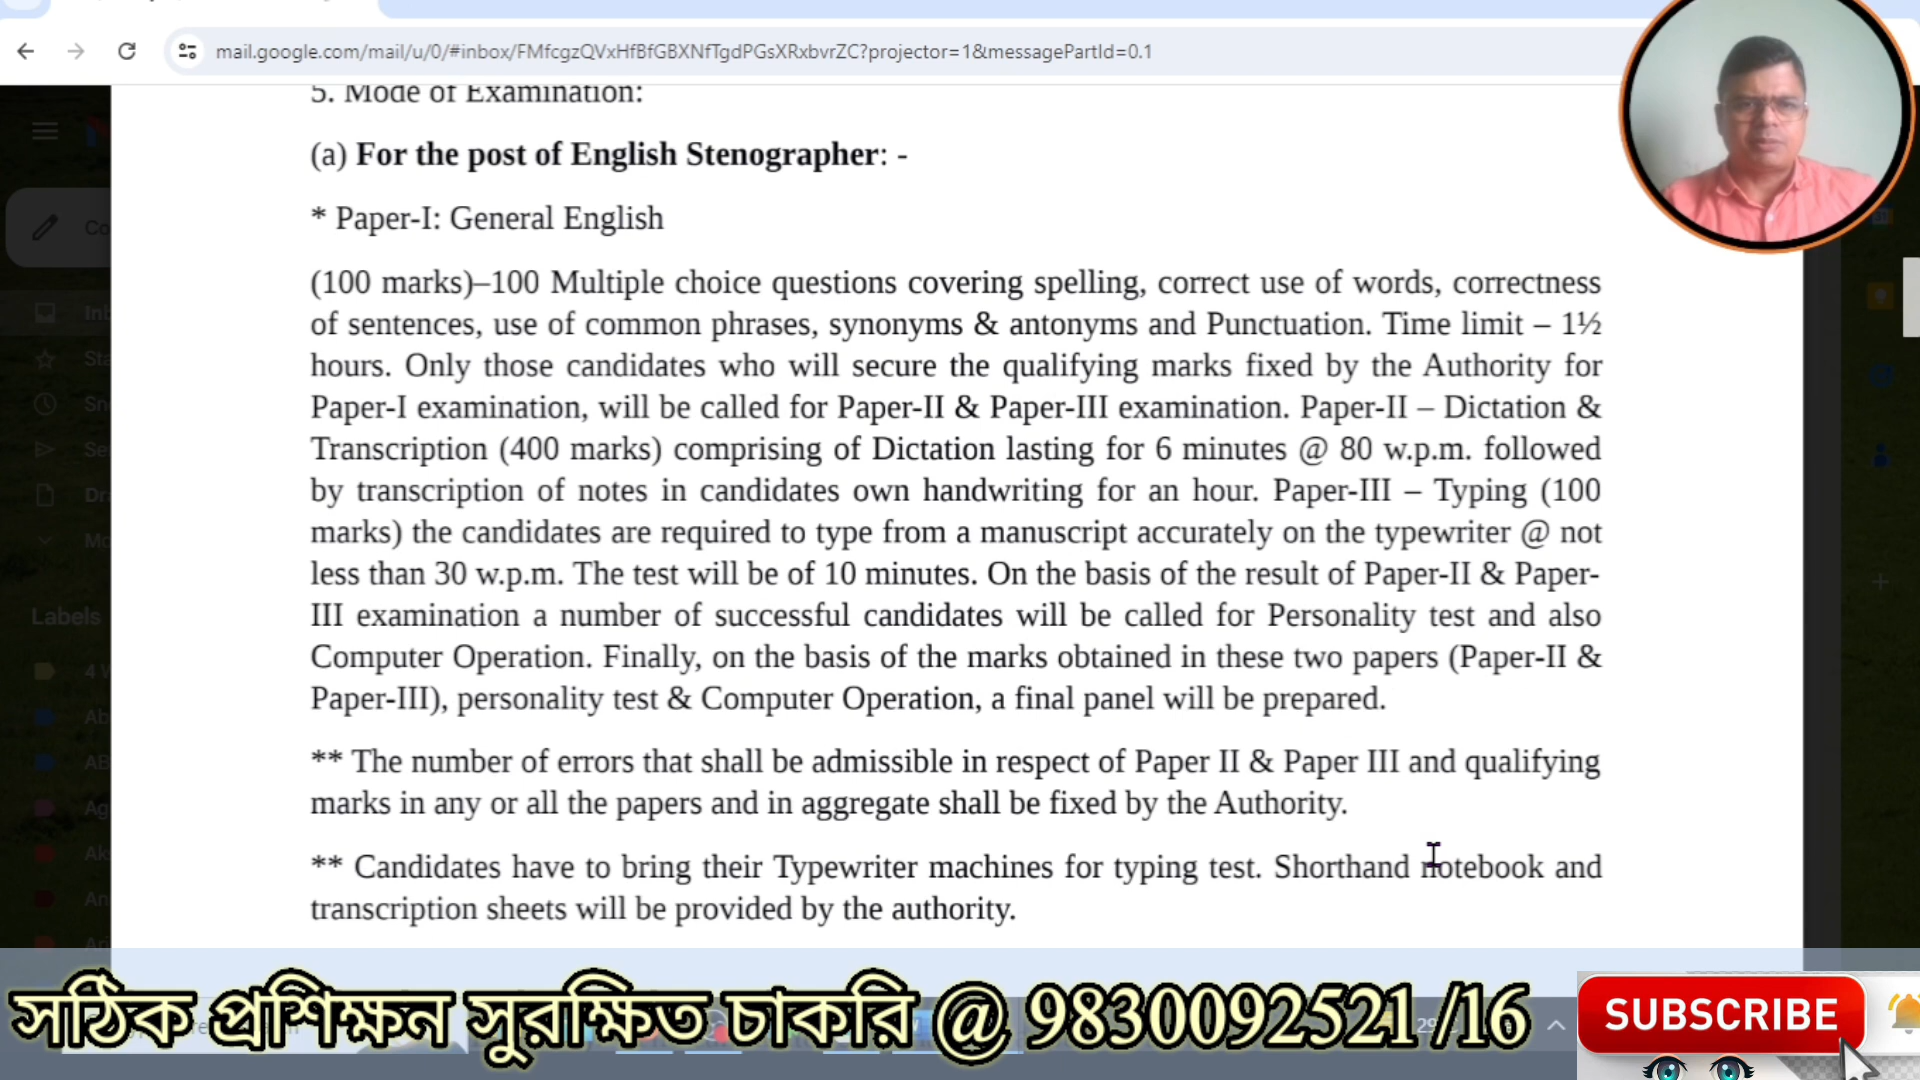 mail.google.com/mail/u/0/#inbox/FMfcgzQVxHfBfGBXNfTgdPGsXRxbvrZC?projector=1&messagePartId=0.1
5. Mode of Examination:
(a) For the post of English Stenographer: -
* Paper-I: General English
(100 marks)–100 Multiple choice questions covering spelling, correct use of words, correctness
of sentences, use of common phrases, synonyms & antonyms and Punctuation. Time limit – 1½
hours. Only those candidates who will secure the qualifying marks fixed by the Authority for
Paper-I examination, will be called for Paper-II & Paper-III examination. Paper-II – Dictation &
Transcription (400 marks) comprising of Dictation lasting for 6 minutes @ 80 w.p.m. followed
by transcription of notes in candidates own handwriting for an hour. Paper-III – Typing (100
marks) the candidates are required to type from a manuscript accurately on the typewriter @ not
less than 30 w.p.m. The test will be of 10 minutes. On the basis of the result of Paper-II & Paper-
III examination a number of successful candidates will be called for Personality test and also
Computer Operation. Finally, on the basis of the marks obtained in these two papers (Paper-II &
Paper-III), personality test & Computer Operation, a final panel will be prepared.
** The number of errors that shall be admissible in respect of Paper II & Paper III and qualifying
marks in any or all the papers and in aggregate shall be fixed by the Authority.
** Candidates have to bring their Typewriter machines for typing test. Shorthand notebook and
transcription sheets will be provided by the authority.
Labels
সঠিক প্রশিক্ষন সুরক্ষিত চাকরি @ 9830092521 /16
SUBSCRIBE